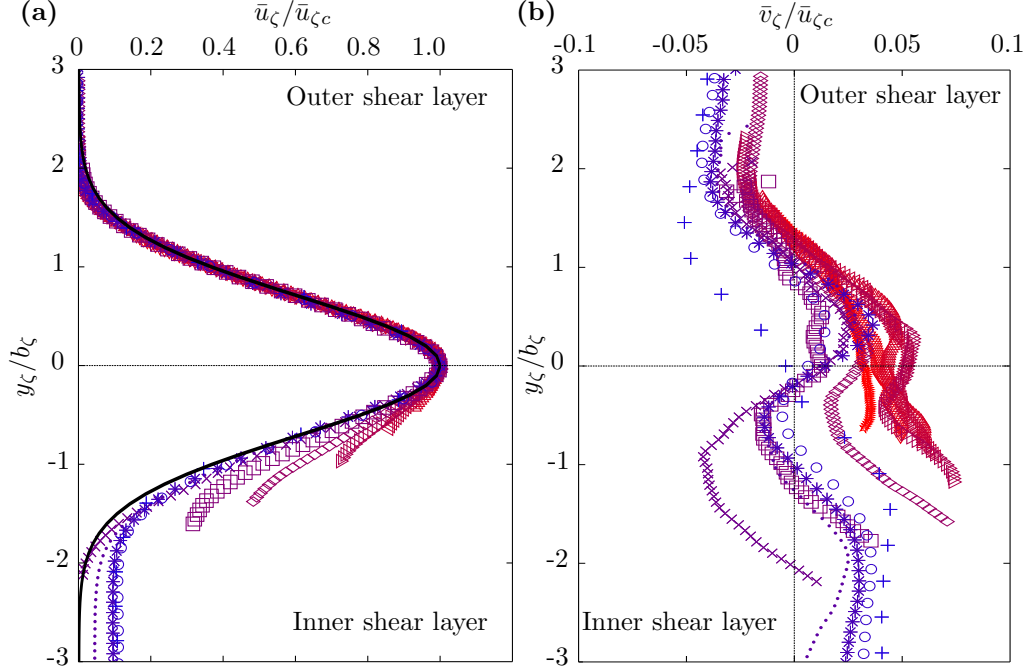 (a)
ū_ζ/ū_ζc
0 0.2 0.4 0.6 0.8 1.0
3
2
1
0
-1
-2
-3
y_ζ/b_ζ
Outer shear layer
Inner shear layer
(b)
v̄_ζ/ū_ζc
-0.1 -0.05 0 0.05 0.1
3
2
1
0
-1
-2
-3
y_ζ/b_ζ
Outer shear layer
Inner shear layer